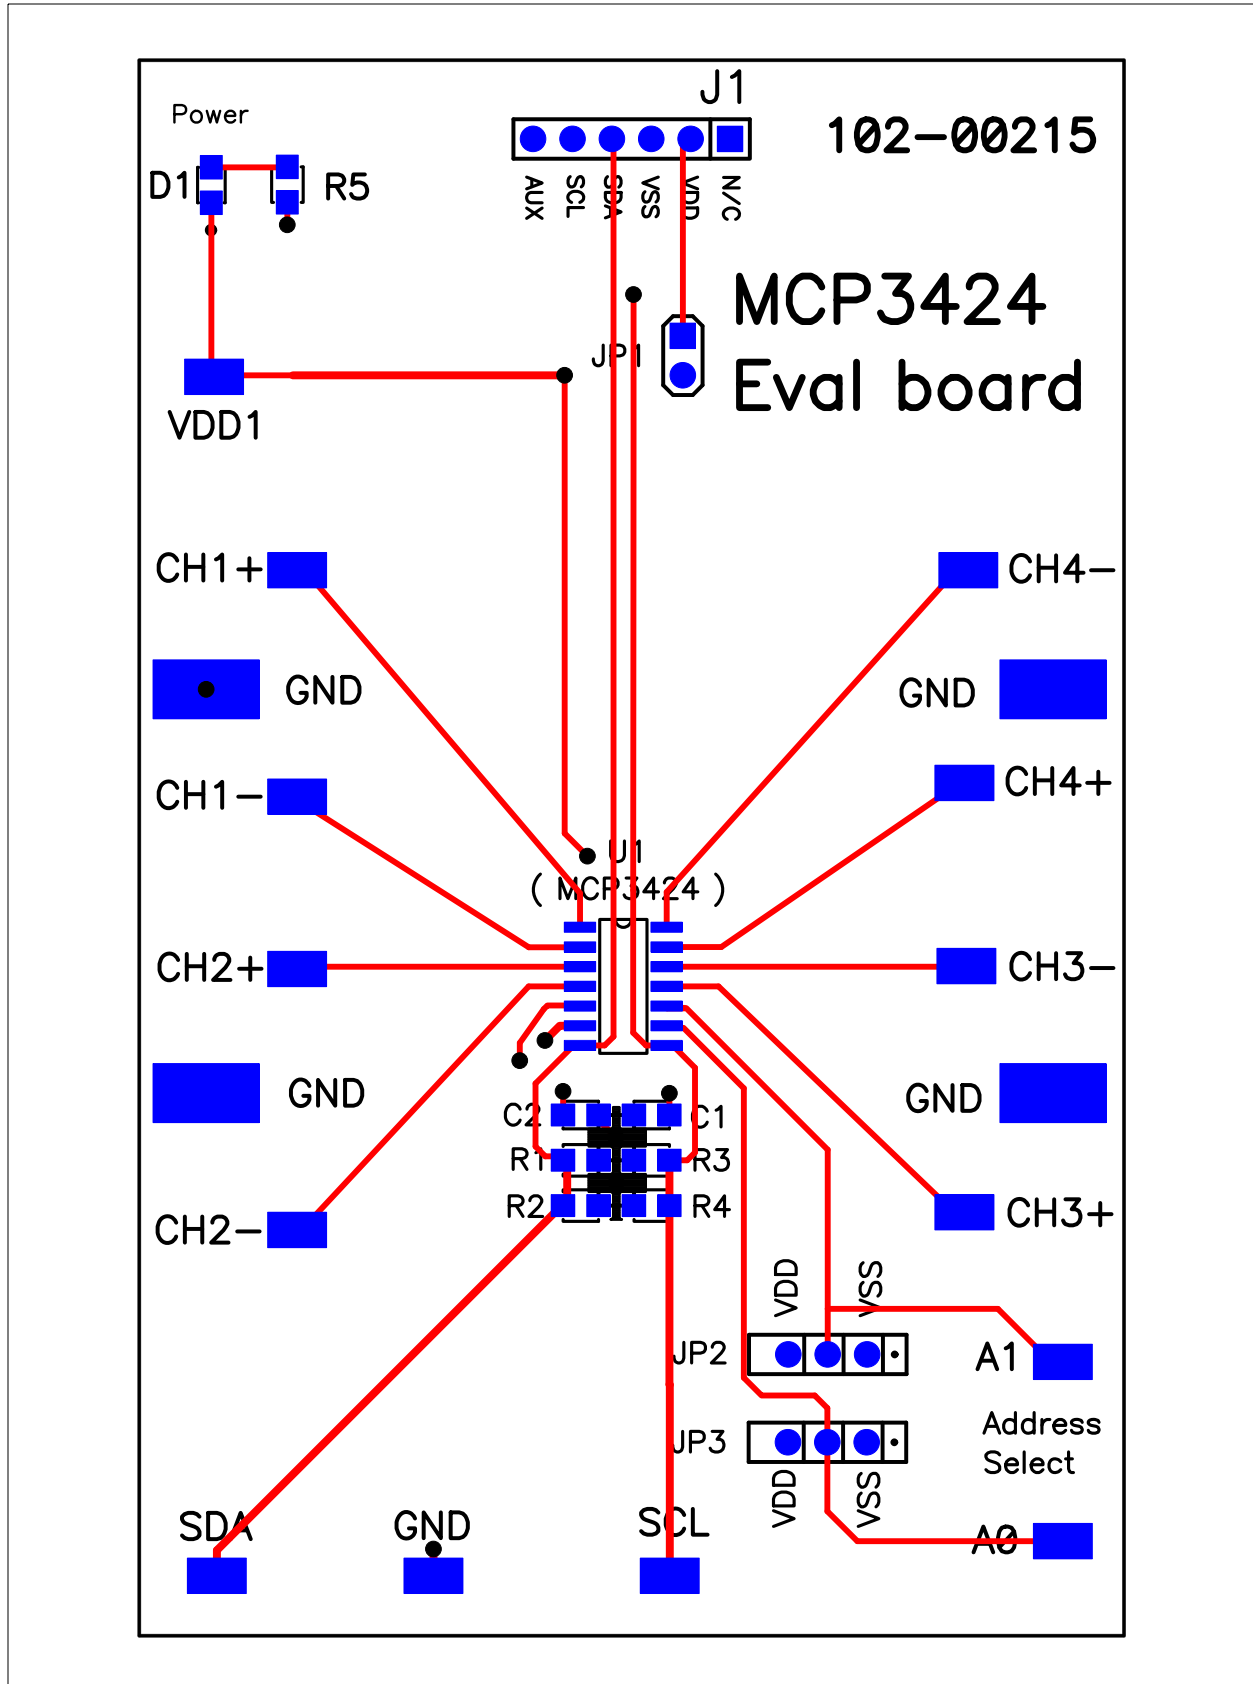 J1
Power
102-00215
D1
R5
AUX
SCL
SDA
VSS
VDD
N/C
MCP3424
JP1
Eval board
VDD1
CH1+
CH4-
GND
GND
CH1-
CH4+
U1
( MCP3424 )
CH2+
CH3-
GND
GND
C2
C1
R1
R3
R2
R4
CH2-
CH3+
VDD
VSS
JP2
A1
Address
Select
JP3
VDD
VSS
SDA
GND
SCL
A0